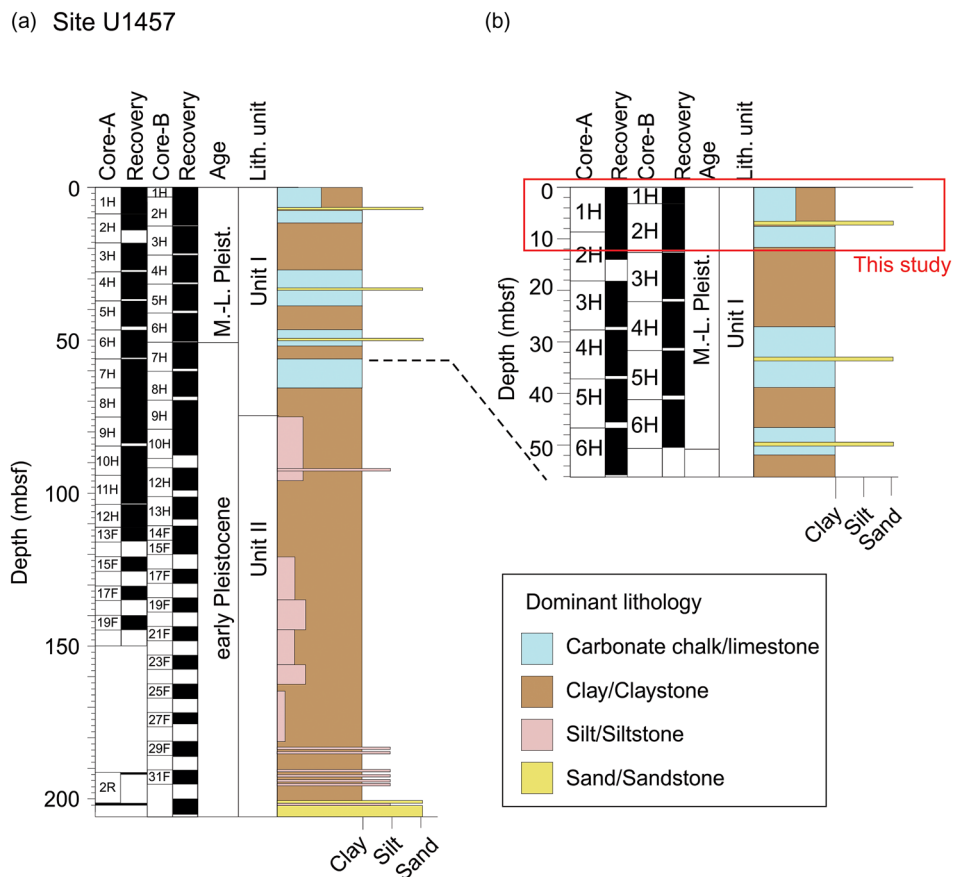 (a) Site U1457
Core-A
Recovery
Core-B
Recovery
Age
Lith. unit
0
50
100
150
200
Depth (mbsf)
1H
2H
3H
4H
5H
6H
7H
8H
9H
10H
11H
12H
13F
15F
17F
19F
2R
1H
2H
3H
4H
5H
6H
7H
8H
9H
10H
12H
13H
14F
15F
17F
19F
21F
23F
25F
27F
29F
31F
M.-L. Pleist.
early Pleistocene
Unit I
Unit II
Clay
Silt
Sand
(b)
Core-A
Recovery
Core-B
Recovery
Age
Lith. unit
0
10
20
30
40
50
Depth (mbsf)
1H
2H
3H
4H
5H
6H
1H
2H
3H
4H
5H
6H
M.-L. Pleist.
Unit I
This study
Clay
Silt
Sand
Dominant lithology
Carbonate chalk/limestone
Clay/Claystone
Silt/Siltstone
Sand/Sandstone